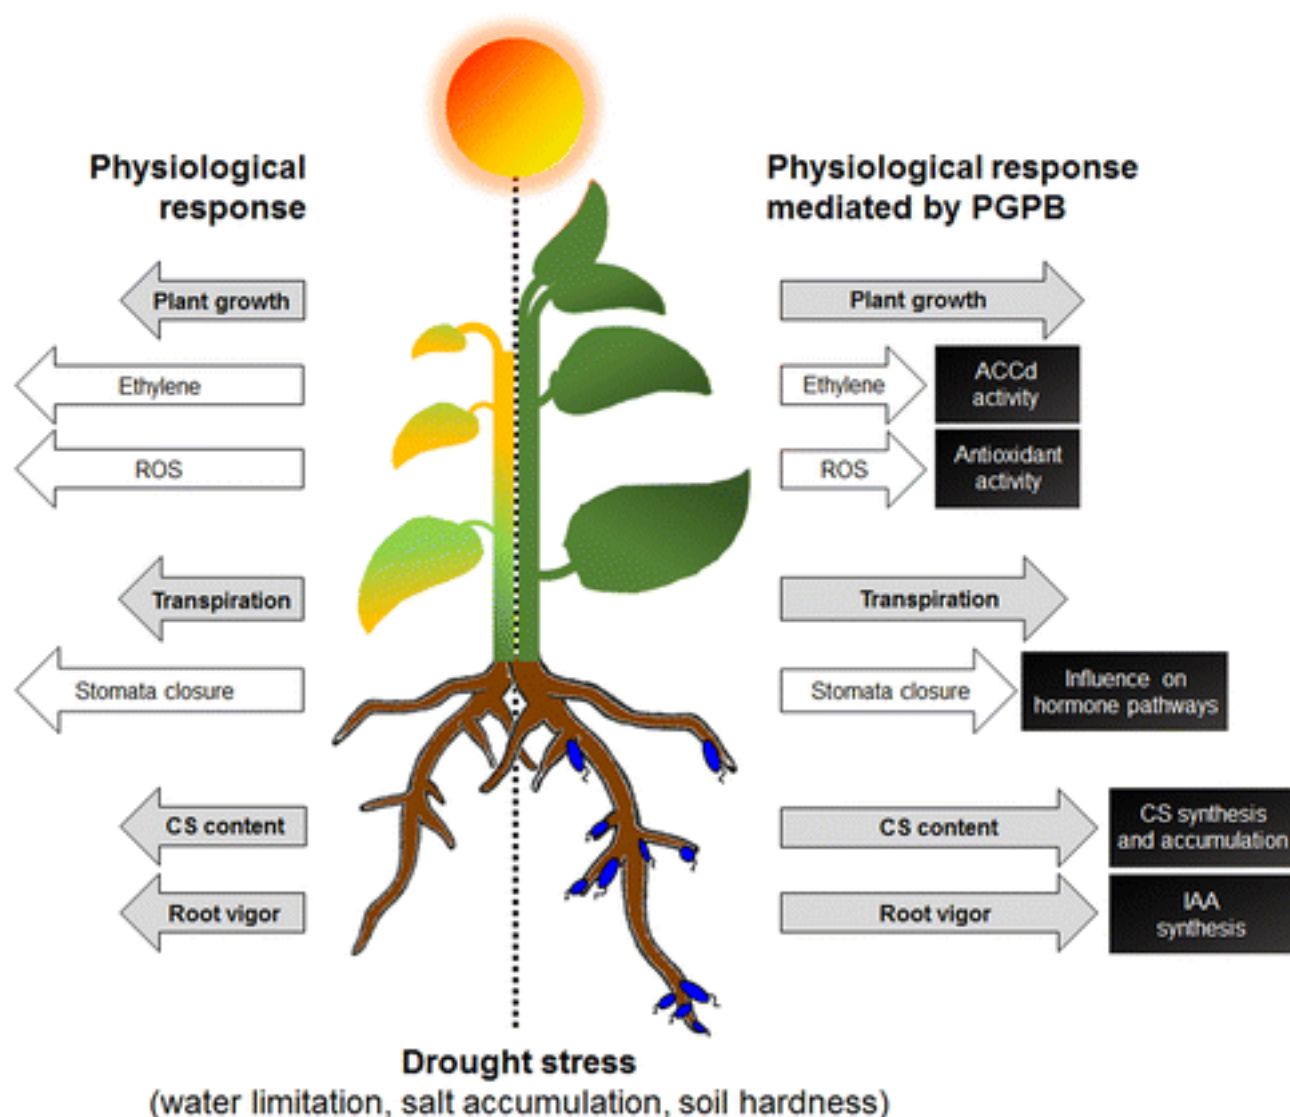 Physiological
response
Physiological response
mediated by PGPB
Plant growth
Plant growth
Ethylene
Ethylene
ACCd
activity
ROS
ROS
Antioxidant
activity
Transpiration
Transpiration
Stomata closure
Stomata closure
Influence on
hormone pathways
CS content
CS content
CS synthesis
and accumulation
Root vigor
Root vigor
IAA
synthesis
Drought stress
(water limitation, salt accumulation, soil hardness)